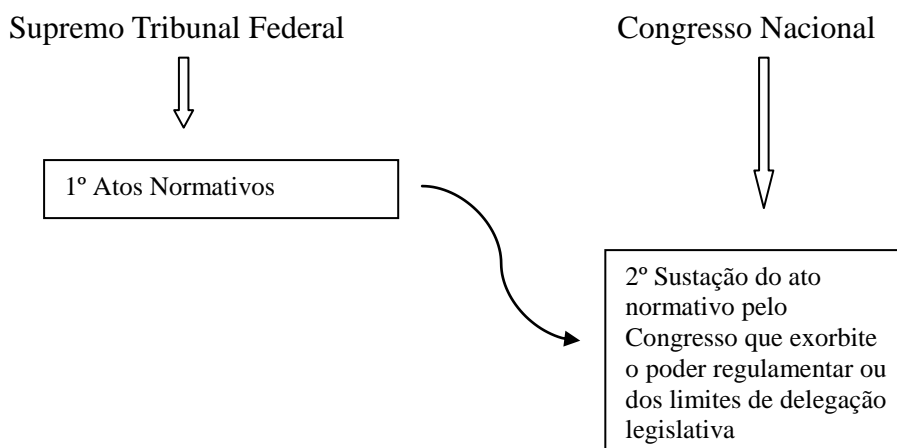 Supremo Tribunal Federal
Congresso Nacional
1º Atos Normativos
2º Sustação do ato
normativo pelo
Congresso que exorbite
o poder regulamentar ou
dos limites de delegação
legislativa